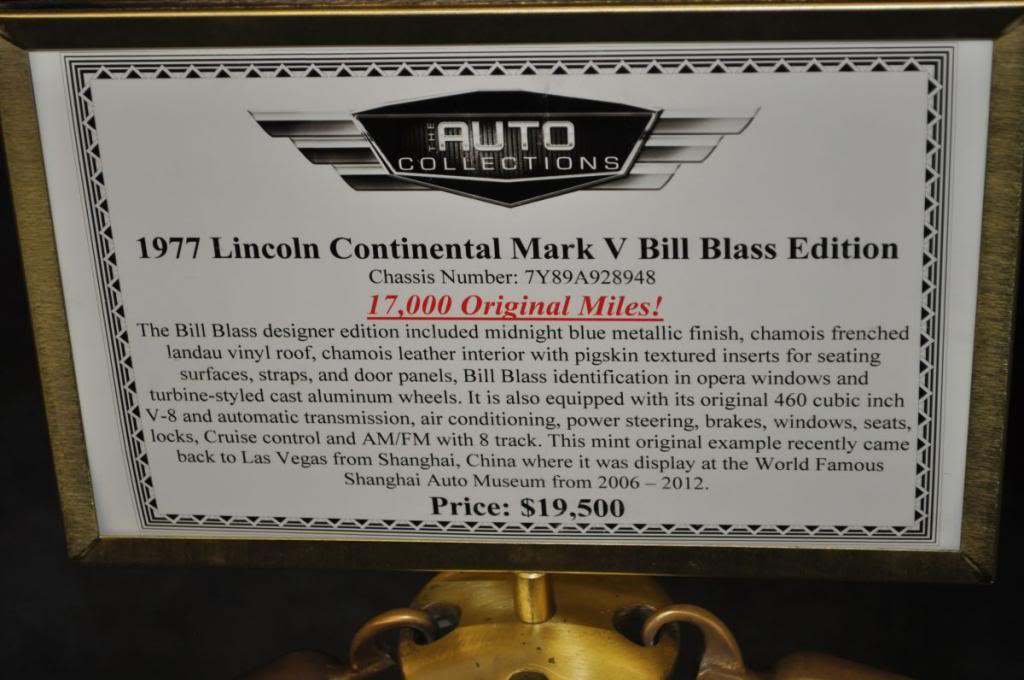 THE AUTO
COLLECTIONS
1977 Lincoln Continental Mark V Bill Blass Edition
Chassis Number: 7Y89A928948
17,000 Original Miles!
The Bill Blass designer edition included midnight blue metallic finish, chamois frenched
landau vinyl roof, chamois leather interior with pigskin textured inserts for seating
surfaces, straps, and door panels, Bill Blass identification in opera windows and
turbine-styled cast aluminum wheels. It is also equipped with its original 460 cubic inch
V-8 and automatic transmission, air conditioning, power steering, brakes, windows, seats,
locks, Cruise control and AM/FM with 8 track. This mint original example recently came
back to Las Vegas from Shanghai, China where it was display at the World Famous
Shanghai Auto Museum from 2006 – 2012.
Price: $19,500